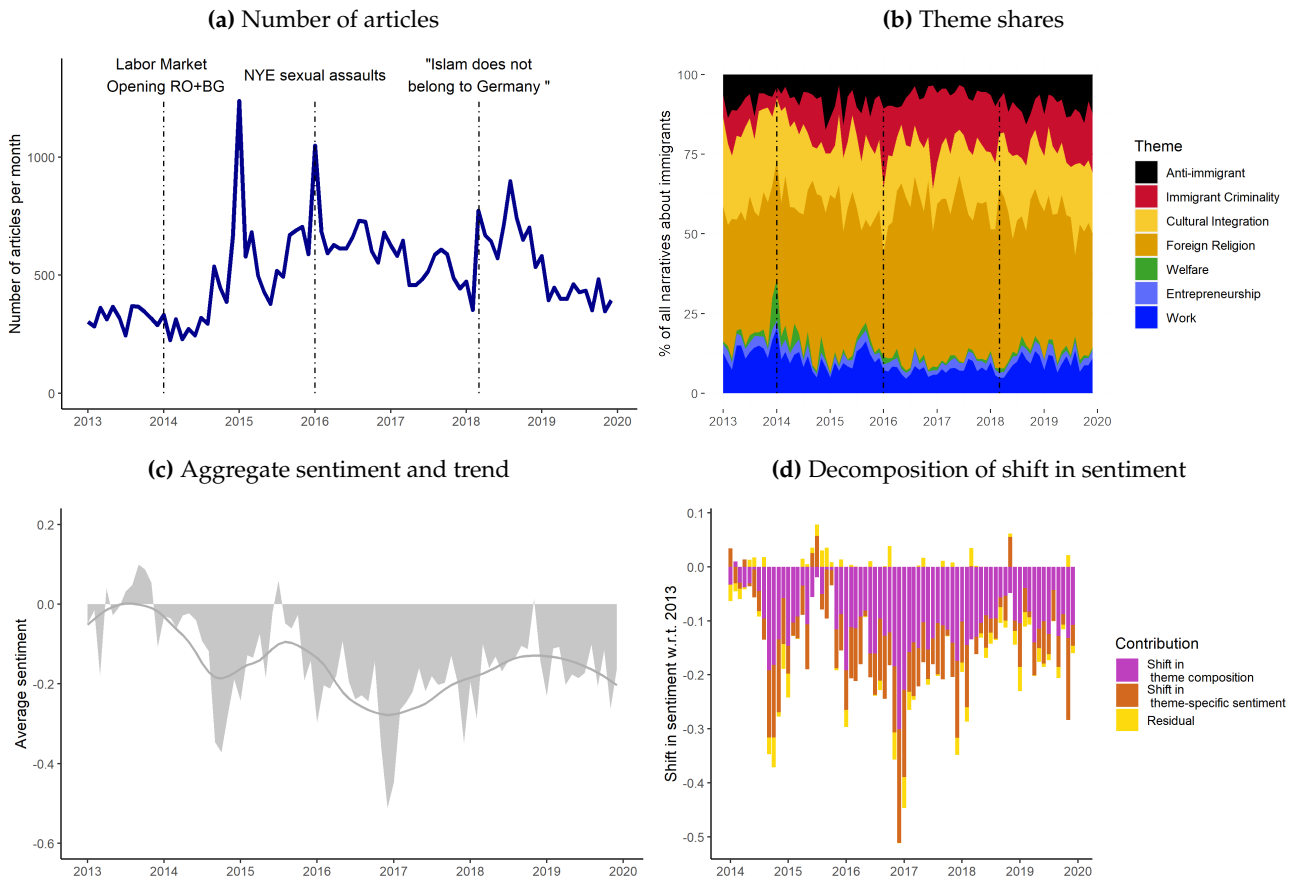 (a) Number of articles
Labor Market
Opening RO+BG
NYE sexual assaults
"Islam does not
belong to Germany "
Number of articles per month
1000
500
0
2013 2014 2015 2016 2017 2018 2019
(b) Theme shares
% of all narratives about immigrants
100
75
50
25
0
2013 2014 2015 2016 2017 2018 2019 2020
Theme
Anti-immigrant
Immigrant Criminality
Cultural Integration
Foreign Religion
Welfare
Entrepreneurship
Work
(c) Aggregate sentiment and trend
Average sentiment
0.2
0.0
-0.2
-0.4
-0.6
2013 2014 2015 2016 2017 2018 2019 2020
(d) Decomposition of shift in sentiment
Shift in sentiment w.r.t. 2013
0.1
0.0
-0.1
-0.2
-0.3
-0.4
-0.5
2014 2015 2016 2017 2018 2019 2020
Contribution
Shift in
theme composition
Shift in
theme-specific sentiment
Residual